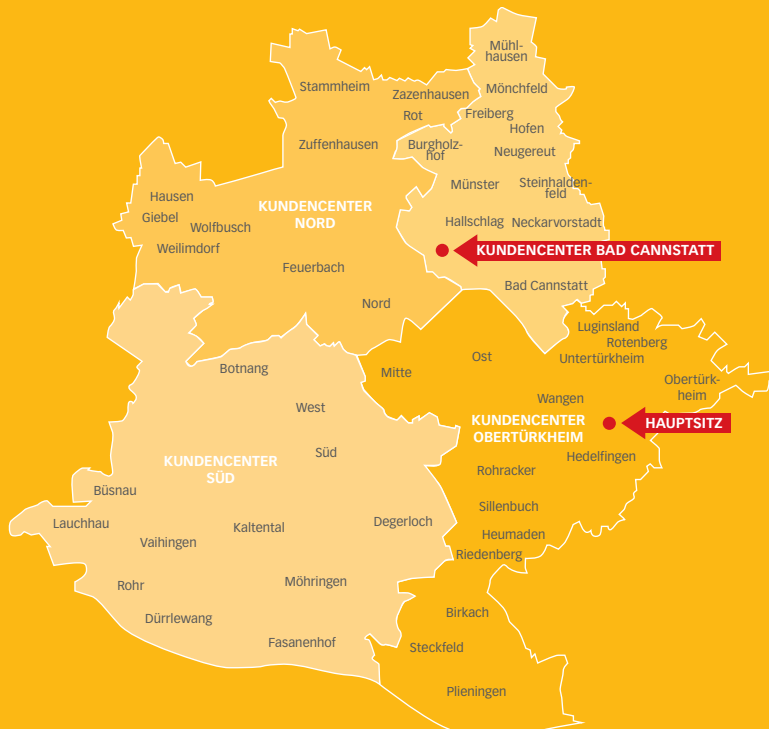 Mühl-
hausen
Stammheim
Mönchfeld
Zazenhausen
Rot
Freiberg
Hofen
Zuffenhausen
Burgholz-
hof
Neugereut
Münster
Steinhalden-
feld
Hausen
Giebel
Wolfbusch
Weilimdorf
KUNDENCENTER
NORD
Hallschlag
Neckarvorstadt
KUNDENCENTER BAD CANNSTATT
Feuerbach
Bad Cannstatt
Nord
Luginsland
Rotenberg
Untertürkheim
Ost
Mitte
Botnang
Obertürk-
heim
Wangen
West
KUNDENCENTER
OBERTÜRKHEIM
HAUPTSITZ
Süd
KUNDENCENTER
SÜD
Hedelfingen
Rohracker
Büsnau
Sillenbuch
Lauchhau
Kaltental
Degerloch
Vaihingen
Heumaden
Riedenberg
Rohr
Möhringen
Dürrlewang
Birkach
Fasanenhof
Steckfeld
Plieningen